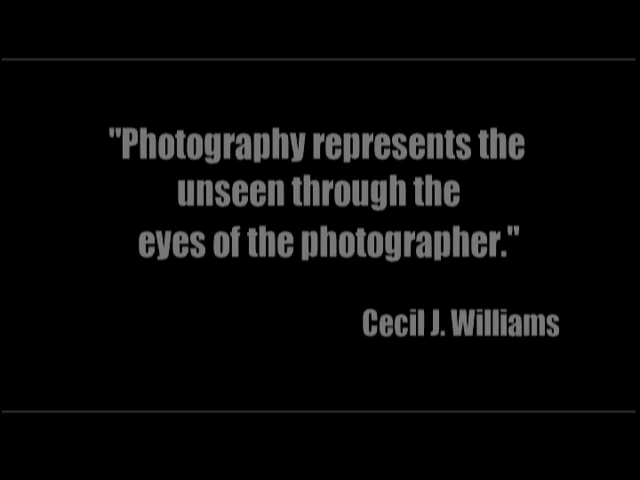 "Photography represents the
unseen through the
eyes of the photographer."
Cecil J. Williams